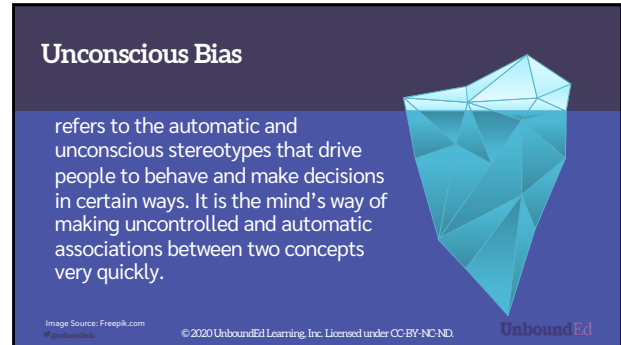 Unconscious Bias
refers to the automatic and
unconscious stereotypes that drive
people to behave and make decisions
in certain ways. It is the mind's way of
making uncontrolled and automatic
associations between two concepts
very quickly.
Image Source: Freepik.com
@unboundedu
© 2020 UnboundEd Learning, Inc. Licensed under CC-BY-NC-ND.
UnboundEd